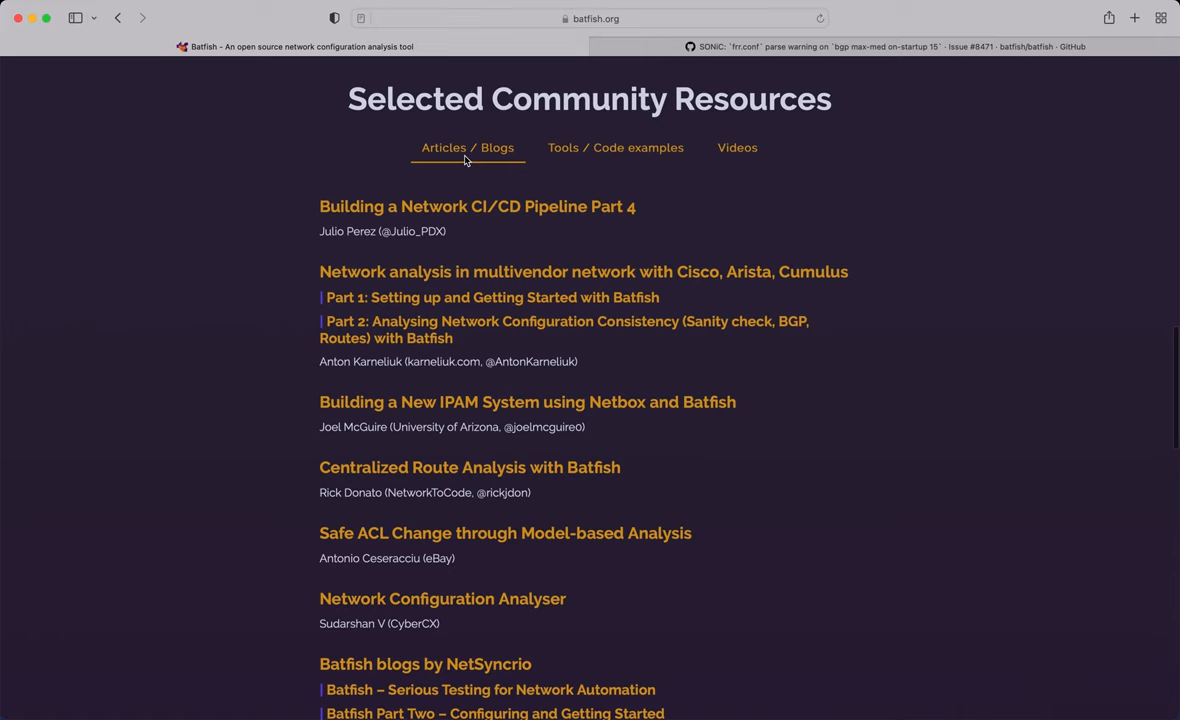 batfish.org
Batfish - An open source network configuration analysis tool
SONiC: `frr.conf` parse warning on `bgp max-med on-startup 15` · Issue #8471 · batfish/batfish · GitHub
Selected Community Resources
Articles / Blogs
Tools / Code examples
Videos
Building a Network CI/CD Pipeline Part 4
Julio Perez (@Julio_PDX)
Network analysis in multivendor network with Cisco, Arista, Cumulus
Part 1: Setting up and Getting Started with Batfish
Part 2: Analysing Network Configuration Consistency (Sanity check, BGP,
Routes) with Batfish
Anton Karneliuk (karneliuk.com, @AntonKarneliuk)
Building a New IPAM System using Netbox and Batfish
Joel McGuire (University of Arizona, @joelmcguire0)
Centralized Route Analysis with Batfish
Rick Donato (NetworkToCode, @rickjdon)
Safe ACL Change through Model-based Analysis
Antonio Ceseracciu (eBay)
Network Configuration Analyser
Sudarshan V (CyberCX)
Batfish blogs by NetSyncrio
Batfish – Serious Testing for Network Automation
Batfish Part Two – Configuring and Getting Started